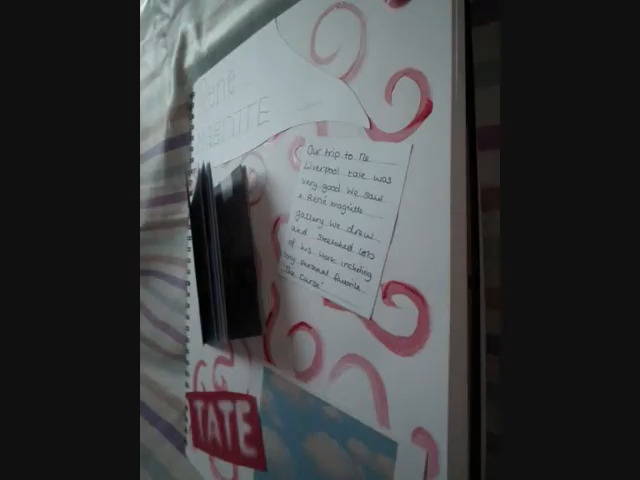 René
MAGRITTE
Our trip to The
Liverpool tate was
very good we saw
a René magritte
gallery we drew
and sketched lots
of his work including
my personal favorite
'The Curse'
TATE